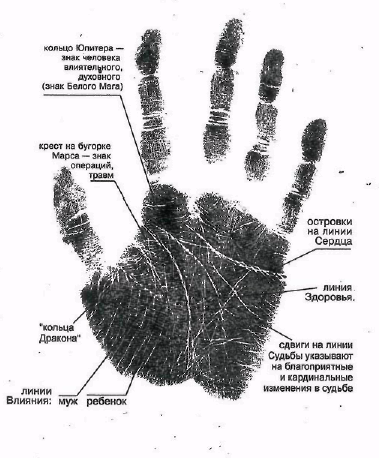 кольцо Юпитера —
знак человека
влиятельного,
духовного
(знак Белого Мага)
крест на бугорке
Марса — знак
операций,
травм
островки
на линии
Сердца
линия
Здоровья.
"кольца
Дракона"
сдвиги на линии
Судьбы указывают
на благоприятные
и кардинальные
изменения в судьбе
линии
Влияния: муж ребенок